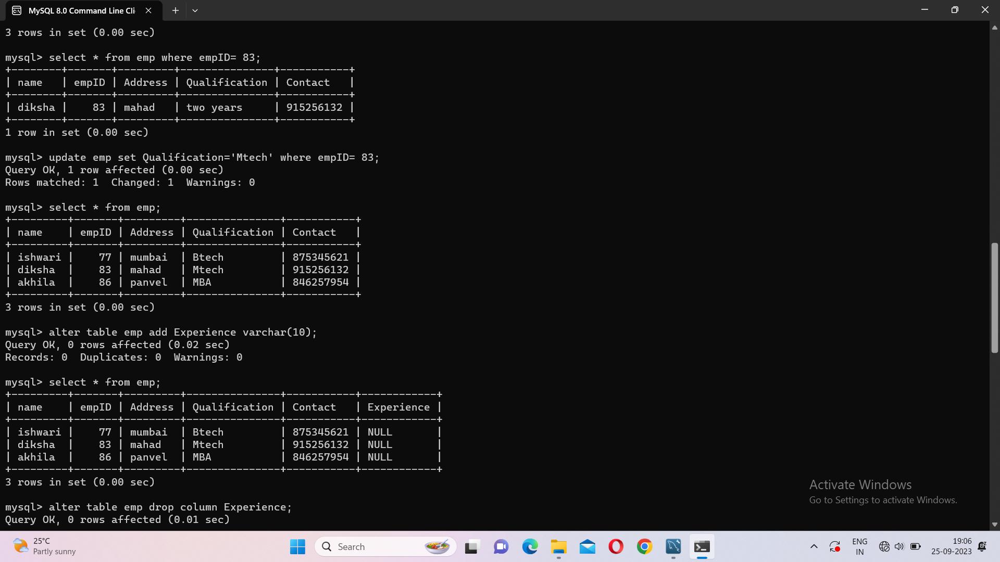 MySQL 8.0 Command Line Cli
3 rows in set (0.00 sec)
mysql> select * from emp where empID= 83;
+--------+-------+---------+---------------+-----------+
| name   | empID | Address | Qualification | Contact   |
+--------+-------+---------+---------------+-----------+
| diksha |    83 | mahad   | two years     | 915256132 |
+--------+-------+---------+---------------+-----------+
1 row in set (0.00 sec)
mysql> update emp set Qualification='Mtech' where empID= 83;
Query OK, 1 row affected (0.00 sec)
Rows matched: 1  Changed: 1  Warnings: 0
mysql> select * from emp;
+---------+-------+---------+---------------+-----------+
| name    | empID | Address | Qualification | Contact   |
+---------+-------+---------+---------------+-----------+
| ishwari |    77 | mumbai  | Btech         | 875345621 |
| diksha  |    83 | mahad   | Mtech         | 915256132 |
| akhila  |    86 | panvel  | MBA           | 846257954 |
+---------+-------+---------+---------------+-----------+
3 rows in set (0.00 sec)
mysql> alter table emp add Experience varchar(10);
Query OK, 0 rows affected (0.02 sec)
Records: 0  Duplicates: 0  Warnings: 0
mysql> select * from emp;
+---------+-------+---------+---------------+-----------+------------+
| name    | empID | Address | Qualification | Contact   | Experience |
+---------+-------+---------+---------------+-----------+------------+
| ishwari |    77 | mumbai  | Btech         | 875345621 | NULL       |
| diksha  |    83 | mahad   | Mtech         | 915256132 | NULL       |
| akhila  |    86 | panvel  | MBA           | 846257954 | NULL       |
+---------+-------+---------+---------------+-----------+------------+
3 rows in set (0.00 sec)
mysql> alter table emp drop column Experience;
Query OK, 0 rows affected (0.01 sec)
Activate Windows
Go to Settings to activate Windows.
25°C
Partly sunny
Search
ENG
IN
19:06
25-09-2023